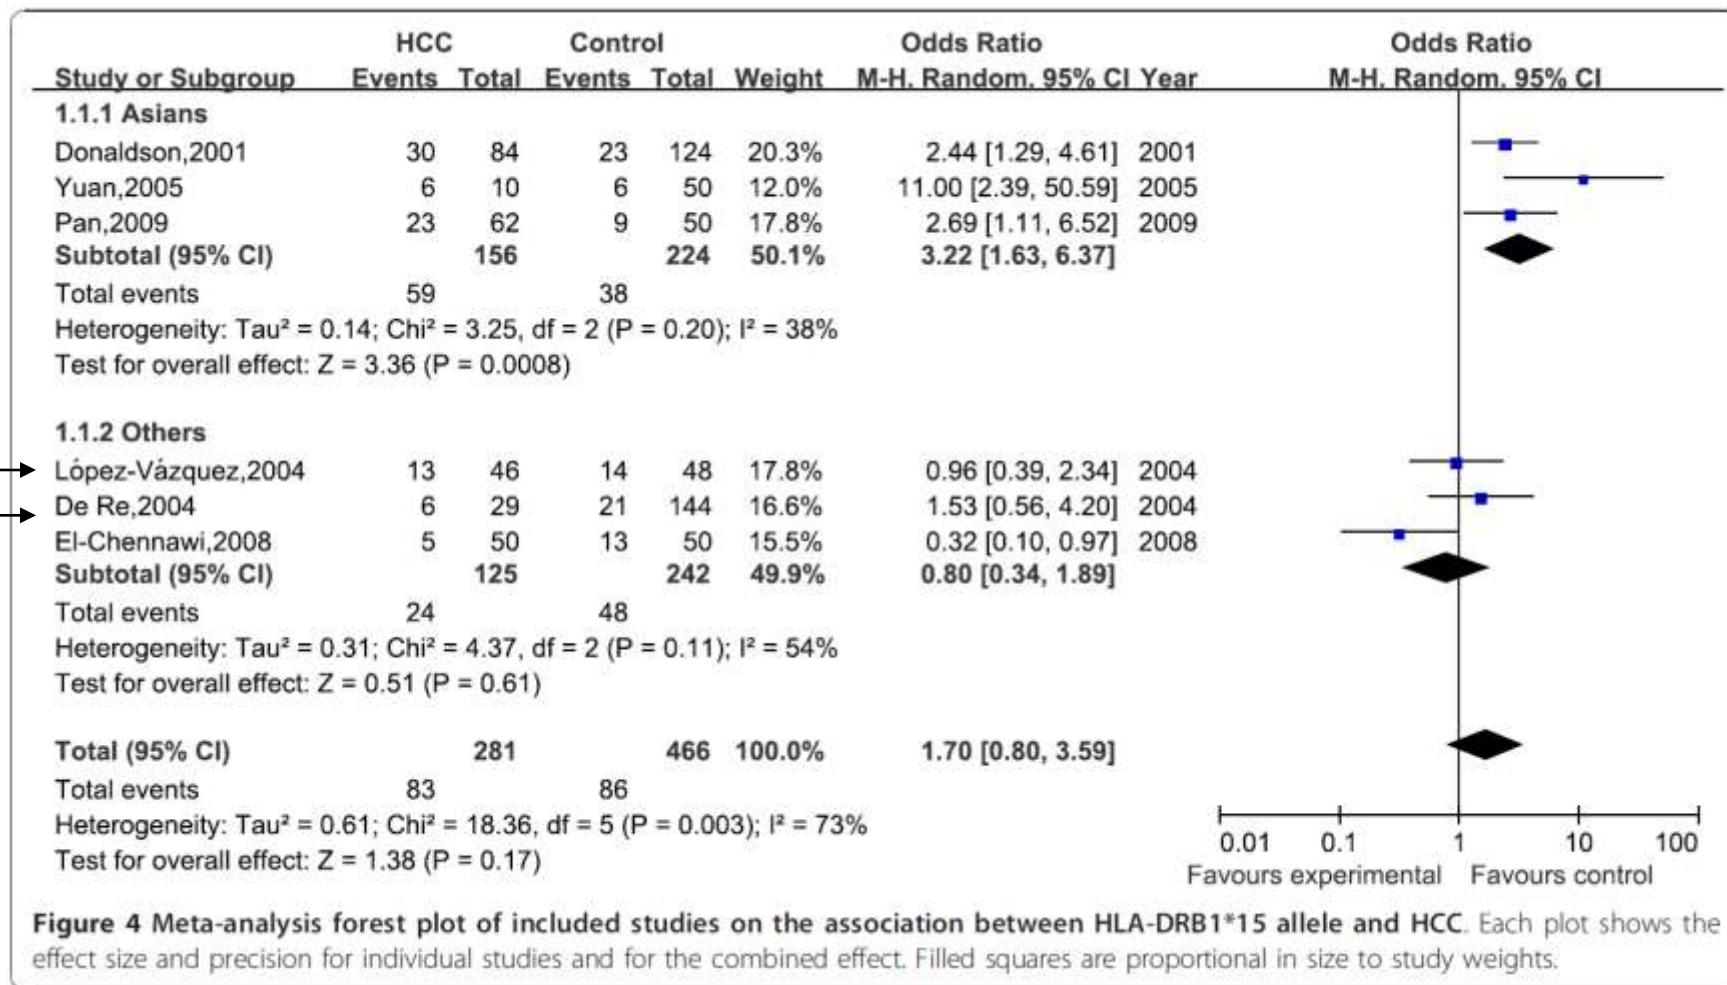 HCC Control Odds Ratio Odds Ratio
Study or Subgroup Events Total Events Total Weight M-H, Random, 95% CI Year M-H, Random, 95% CI
1.1.1 Asians
Donaldson,2001 30 84 23 124 20.3% 2.44 [1.29, 4.61] 2001
Yuan,2005 6 10 6 50 12.0% 11.00 [2.39, 50.59] 2005
Pan,2009 23 62 9 50 17.8% 2.69 [1.11, 6.52] 2009
Subtotal (95% CI) 156 224 50.1% 3.22 [1.63, 6.37]
Total events 59 38
Heterogeneity: Tau² = 0.14; Chi² = 3.25, df = 2 (P = 0.20); I² = 38%
Test for overall effect: Z = 3.36 (P = 0.0008)
1.1.2 Others
López-Vázquez,2004 13 46 14 48 17.8% 0.96 [0.39, 2.34] 2004
De Re,2004 6 29 21 144 16.6% 1.53 [0.56, 4.20] 2004
El-Chennawi,2008 5 50 13 50 15.5% 0.32 [0.10, 0.97] 2008
Subtotal (95% CI) 125 242 49.9% 0.80 [0.34, 1.89]
Total events 24 48
Heterogeneity: Tau² = 0.31; Chi² = 4.37, df = 2 (P = 0.11); I² = 54%
Test for overall effect: Z = 0.51 (P = 0.61)
Total (95% CI) 281 466 100.0% 1.70 [0.80, 3.59]
Total events 83 86
Heterogeneity: Tau² = 0.61; Chi² = 18.36, df = 5 (P = 0.003); I² = 73%
Test for overall effect: Z = 1.38 (P = 0.17)
0.01 0.1 1 10 100
Favours experimental Favours control
Figure 4 Meta-analysis forest plot of included studies on the association between HLA-DRB1*15 allele and HCC. Each plot shows the
effect size and precision for individual studies and for the combined effect. Filled squares are proportional in size to study weights.